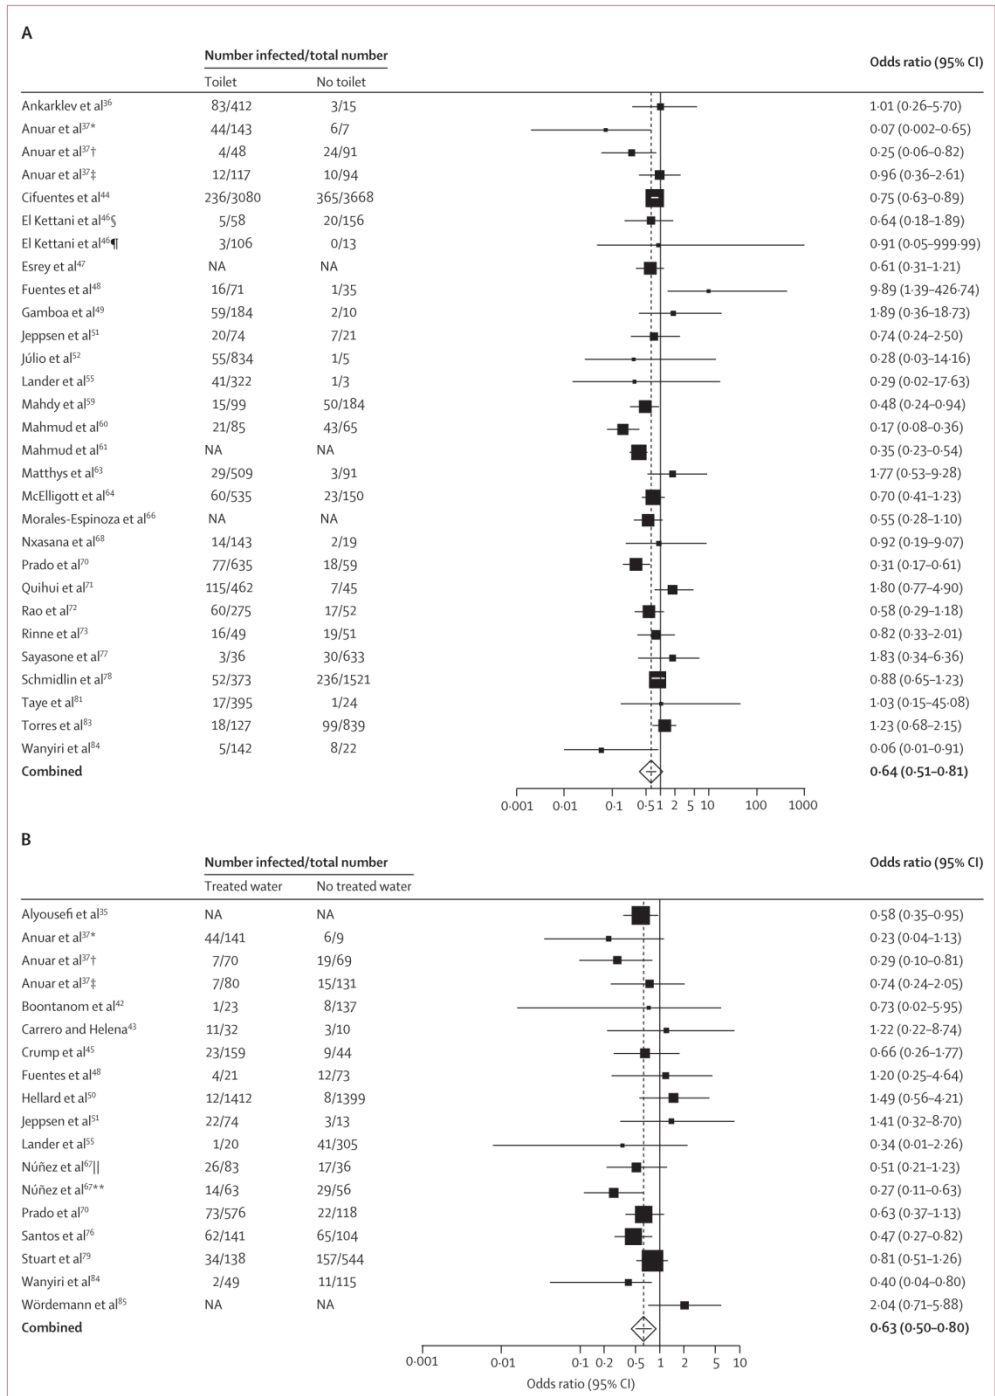 A
Number infected/total number
Odds ratio (95% CI)
Toilet No toilet
Ankarklev et al³⁶ 83/412 3/15 1·01 (0·26–5·70)
Anuar et al³⁷* 44/143 6/7 0·07 (0·002–0·65)
Anuar et al³⁷† 4/48 24/91 0·25 (0·06–0·82)
Anuar et al³⁷‡ 12/117 10/94 0·96 (0·36–2·61)
Cifuentes et al⁴⁴ 236/3080 365/3668 0·75 (0·63–0·89)
El Kettani et al⁴⁶§ 5/58 20/156 0·64 (0·18–1·89)
El Kettani et al⁴⁶¶ 3/106 0/13 0·91 (0·05–999·99)
Esrey et al⁴⁷ NA NA 0·61 (0·31–1·21)
Fuentes et al⁴⁸ 16/71 1/35 9·89 (1·39–426·74)
Gamboa et al⁴⁹ 59/184 2/10 1·89 (0·36–18·73)
Jeppsen et al⁵¹ 20/74 7/21 0·74 (0·24–2·50)
Júlio et al⁵² 55/834 1/5 0·28 (0·03–14·16)
Lander et al⁵⁵ 41/322 1/3 0·29 (0·02–17·63)
Mahdy et al⁵⁹ 15/99 50/184 0·48 (0·24–0·94)
Mahmud et al⁶⁰ 21/85 43/65 0·17 (0·08–0·36)
Mahmud et al⁶¹ NA NA 0·35 (0·23–0·54)
Matthys et al⁶³ 29/509 3/91 1·77 (0·53–9·28)
McElligott et al⁶⁴ 60/535 23/150 0·70 (0·41–1·23)
Morales-Espinoza et al⁶⁶ NA NA 0·55 (0·28–1·10)
Nxasana et al⁶⁸ 14/143 2/19 0·92 (0·19–9·07)
Prado et al⁷⁰ 77/635 18/59 0·31 (0·17–0·61)
Quihui et al⁷¹ 115/462 7/45 1·80 (0·77–4·90)
Rao et al⁷² 60/275 17/52 0·58 (0·29–1·18)
Rinne et al⁷³ 16/49 19/51 0·82 (0·33–2·01)
Sayasone et al⁷⁷ 3/36 30/633 1·83 (0·34–6·36)
Schmidlin et al⁷⁸ 52/373 236/1521 0·88 (0·65–1·23)
Taye et al⁸¹ 17/395 1/24 1·03 (0·15–45·08)
Torres et al⁸³ 18/127 99/839 1·23 (0·68–2·15)
Wanyiri et al⁸⁴ 5/142 8/22 0·06 (0·01–0·91)
Combined 0·64 (0·51–0·81)
0·001 0·01 0·1 0·5 1 2 5 10 100 1000
B
Number infected/total number Odds ratio (95% CI)
Treated water No treated water
Alyousefi et al³⁵ NA NA 0·58 (0·35–0·95)
Anuar et al³⁷* 44/141 6/9 0·23 (0·04–1·13)
Anuar et al³⁷† 7/70 19/69 0·29 (0·10–0·81)
Anuar et al³⁷‡ 7/80 15/131 0·74 (0·24–2·05)
Boontanom et al⁴² 1/23 8/137 0·73 (0·02–5·95)
Carrero and Helena⁴³ 11/32 3/10 1·22 (0·22–8·74)
Crump et al⁴⁵ 23/159 9/44 0·66 (0·26–1·77)
Fuentes et al⁴⁸ 4/21 12/73 1·20 (0·25–4·64)
Hellard et al⁵⁰ 12/1412 8/1399 1·49 (0·56–4·21)
Jeppsen et al⁵¹ 22/74 3/13 1·41 (0·32–8·70)
Lander et al⁵⁵ 1/20 41/305 0·34 (0·01–2·26)
Núñez et al⁶⁷|| 26/83 17/36 0·51 (0·21–1·23)
Núñez et al⁶⁷** 14/63 29/56 0·27 (0·11–0·63)
Prado et al⁷⁰ 73/576 22/118 0·63 (0·37–1·13)
Santos et al⁷⁶ 62/141 65/104 0·47 (0·27–0·82)
Stuart et al⁷⁹ 34/138 157/544 0·81 (0·51–1·26)
Wanyiri et al⁸⁴ 2/49 11/115 0·40 (0·04–0·80)
Wördemann et al⁸⁵ NA NA 2·04 (0·71–5·88)
Combined 0·63 (0·50–0·80)
0·001 0·01 0·1 0·2 0·5 1 2 5 10
Odds ratio (95% CI)